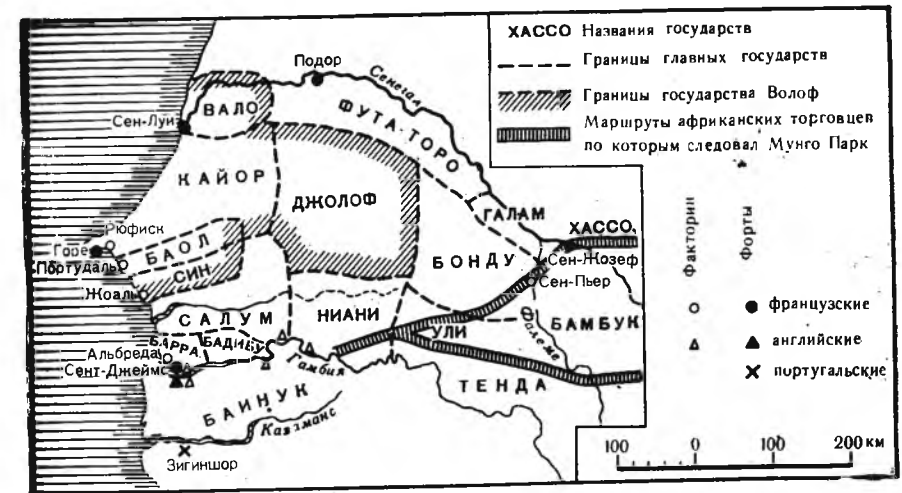 ХАССО Названия государств
Границы главных государств
Границы государства Волоф
Маршруты африканских торговцев
по которым следовал Мунго Парк
Фактории
Форты
французские
английские
португальские
100 0 100 200 км
Подор
Сенегал
ВАЛО
Сен-Луи
ФУТА-ТОРО
КАЙОР
ДЖОЛОФ
ГАЛАМ
ХАССО
Рюфиск
Горе
БАОЛ
Портудаль
СИН
БОНДУ
Сен-Жозеф
Сен-Пьер
Жоаль
САЛУМ
НИАНИ
УЛИ
Фалеме
БАМБУК
БАРРА
БАДИБУ
Альбреда
Сент-Джеймс
Гамбия
ТЕНДА
БАИНУК
Казаманс
Зигиншор